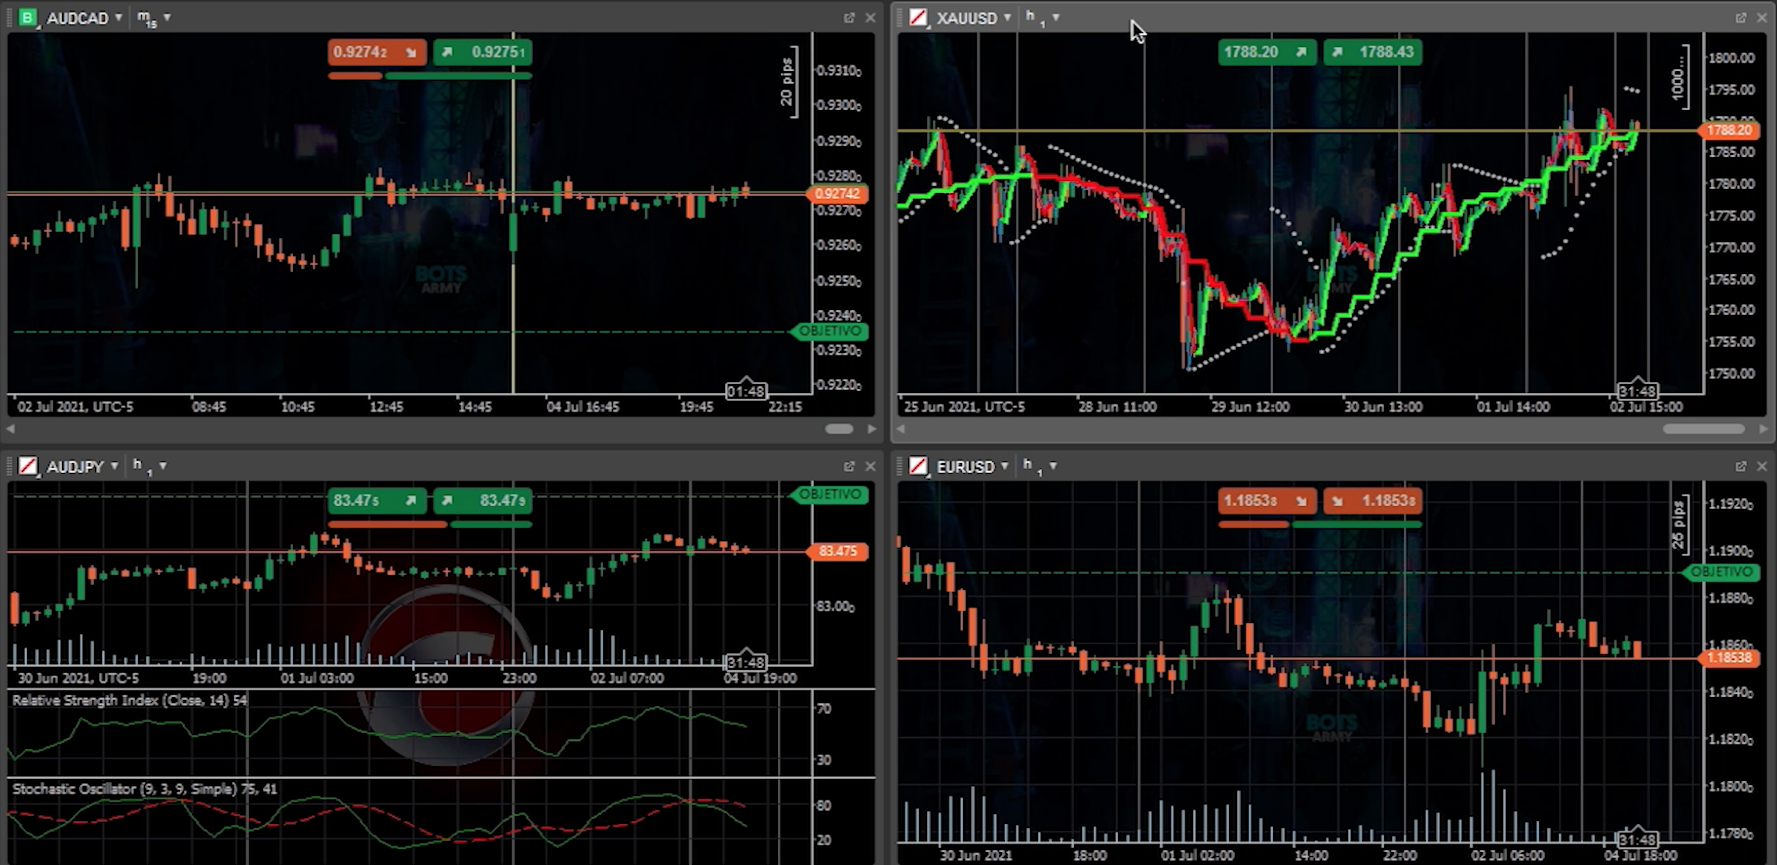 B AUDCAD m15
0.92742 0.92751
20 pips
0.93100
0.93000
0.92900
0.92800
0.92742
0.92700
0.92600
0.92500
0.92400
OBJETIVO
0.92300
0.92200
BOTS
ARMY
01:48
02 Jul 2021, UTC-5 08:45 10:45 12:45 14:45 04 Jul 16:45 19:45 22:15
XAUUSD h1
1788.20 1788.43
1000...
1800.00
1795.00
1788.20
1785.00
1780.00
1775.00
1770.00
1765.00
1760.00
1755.00
1750.00
31:48
25 Jun 2021, UTC-5 28 Jun 11:00 29 Jun 12:00 30 Jun 13:00 01 Jul 14:00 02 Jul 15:00
AUDJPY h1
83.475 83.479
OBJETIVO
83.475
83.000
31:48
30 Jun 2021, UTC-5 19:00 01 Jul 03:00 15:00 23:00 02 Jul 07:00 04 Jul 19:00
Relative Strength Index (Close, 14) 54
70
30
Stochastic Oscillator (9, 3, 9, Simple) 75, 41
80
20
EURUSD h1
1.18538 1.18538
26 pips
1.19200
1.19000
OBJETIVO
1.18800
1.18600
1.18538
1.18400
1.18200
1.18000
1.17800
BOTS
ARMY
31:48
30 Jun 2021 18:00 01 Jul 02:00 14:00 22:00 02 Jul 06:00 04 Jul 18:00